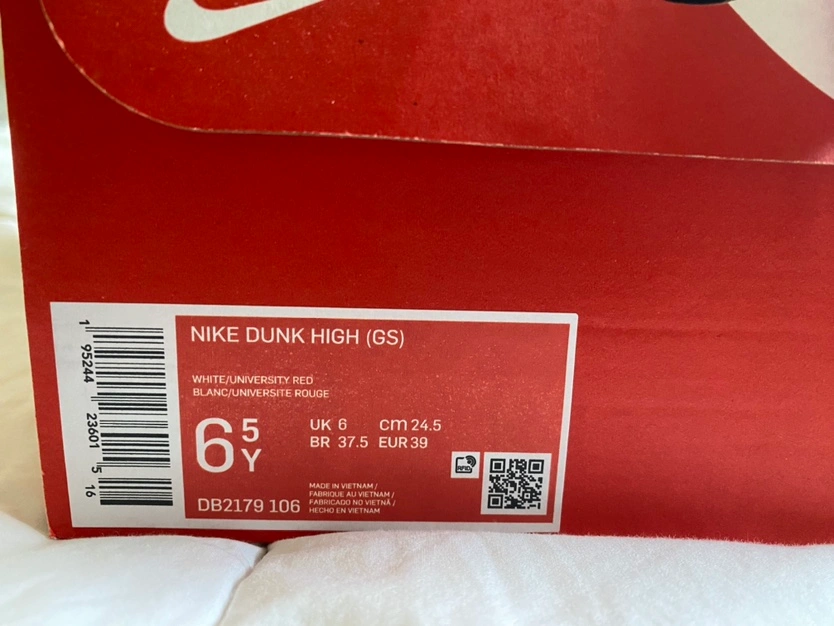 NIKE DUNK HIGH (GS)
WHITE/UNIVERSITY RED
BLANC/UNIVERSITE ROUGE
6 5 Y
UK 6 cm 24.5
BR 37.5 EUR 39
DB2179 106
MADE IN VIETNAM /
FABRIQUE AU VIETNAM /
FABRICADO NO VIETNÃ /
HECHO EN VIETNAM
RFID
1 95244 23601 5 16